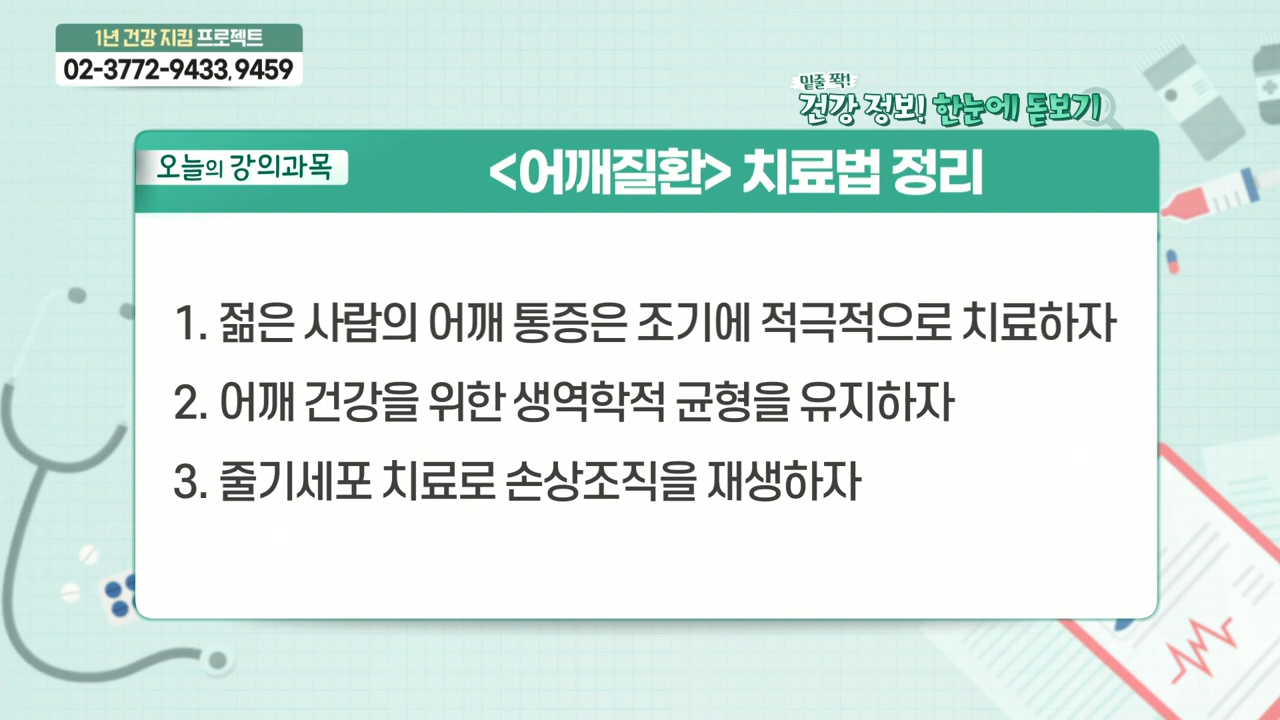 1년 건강 지킴 프로젝트
02-3772-9433, 9459
밑줄 쫙!
건강 정보! 한눈에 돋보기
오늘의 강의과목
<어깨질환> 치료법 정리
1. 젊은 사람의 어깨 통증은 조기에 적극적으로 치료하자
2. 어깨 건강을 위한 생역학적 균형을 유지하자
3. 줄기세포 치료로 손상조직을 재생하자